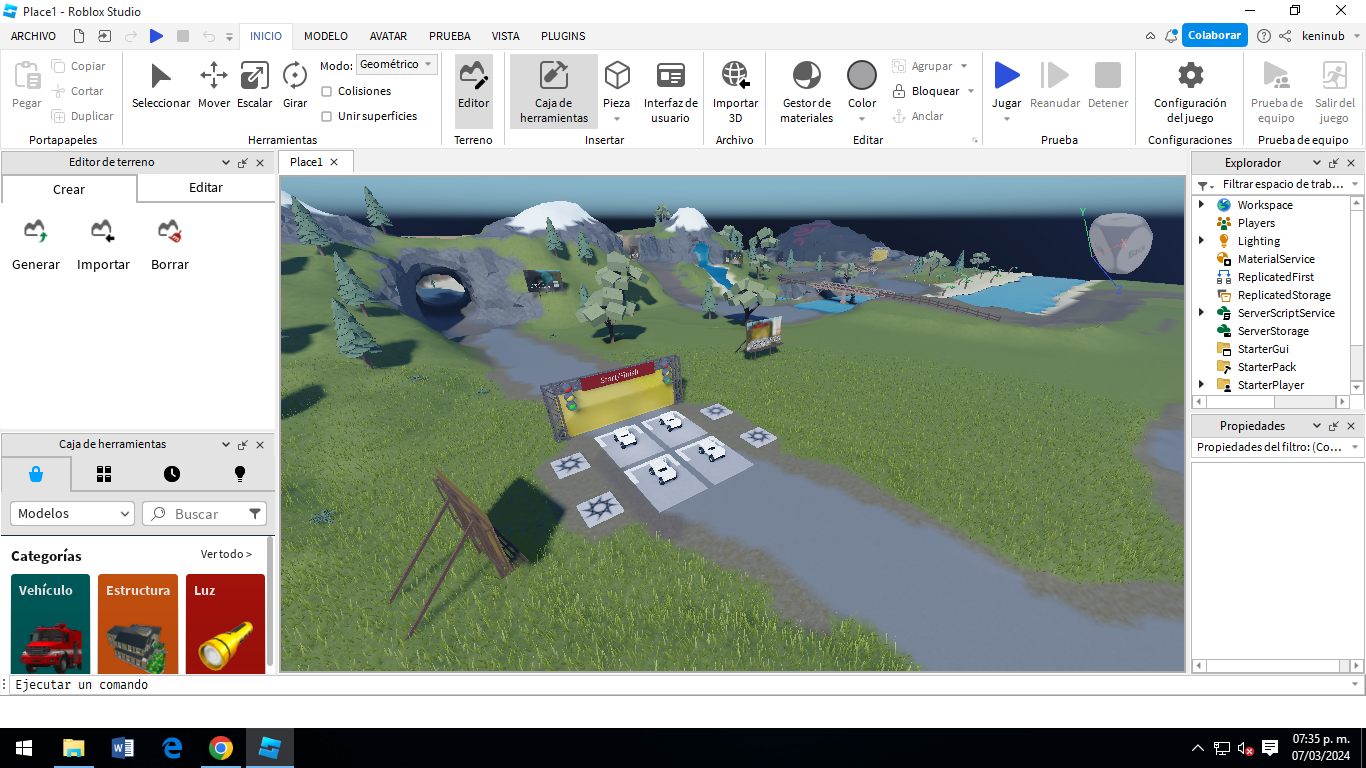 Place1 - Roblox Studio
ARCHIVO INICIO MODELO AVATAR PRUEBA VISTA PLUGINS Colaborar keninub
Pegar
Copiar
Cortar
Duplicar
Portapapeles
Seleccionar Mover Escalar Girar
Modo: Geométrico
Colisiones
Unir superficies
Herramientas
Editor
Terreno
Caja de herramientas
Pieza
Interfaz de usuario
Insertar
Importar 3D
Archivo
Gestor de materiales
Color
Agrupar
Bloquear
Anclar
Editar
Jugar Reanudar Detener
Prueba
Configuración del juego
Configuraciones
Prueba de equipo
Salir del juego
Prueba de equipo
Editor de terreno
Crear Editar
Generar Importar Borrar
Caja de herramientas
Modelos Buscar
Categorías Ver todo >
Vehículo Estructura Luz
Place1
Start/Finish
Y
X
Z
Explorador
Filtrar espacio de trab...
Workspace
Players
Lighting
MaterialService
ReplicatedFirst
ReplicatedStorage
ServerScriptService
ServerStorage
StarterGui
StarterPack
StarterPlayer
Propiedades
Propiedades del filtro: (Co...
Ejecutar un comando
07:35 p. m.
07/03/2024